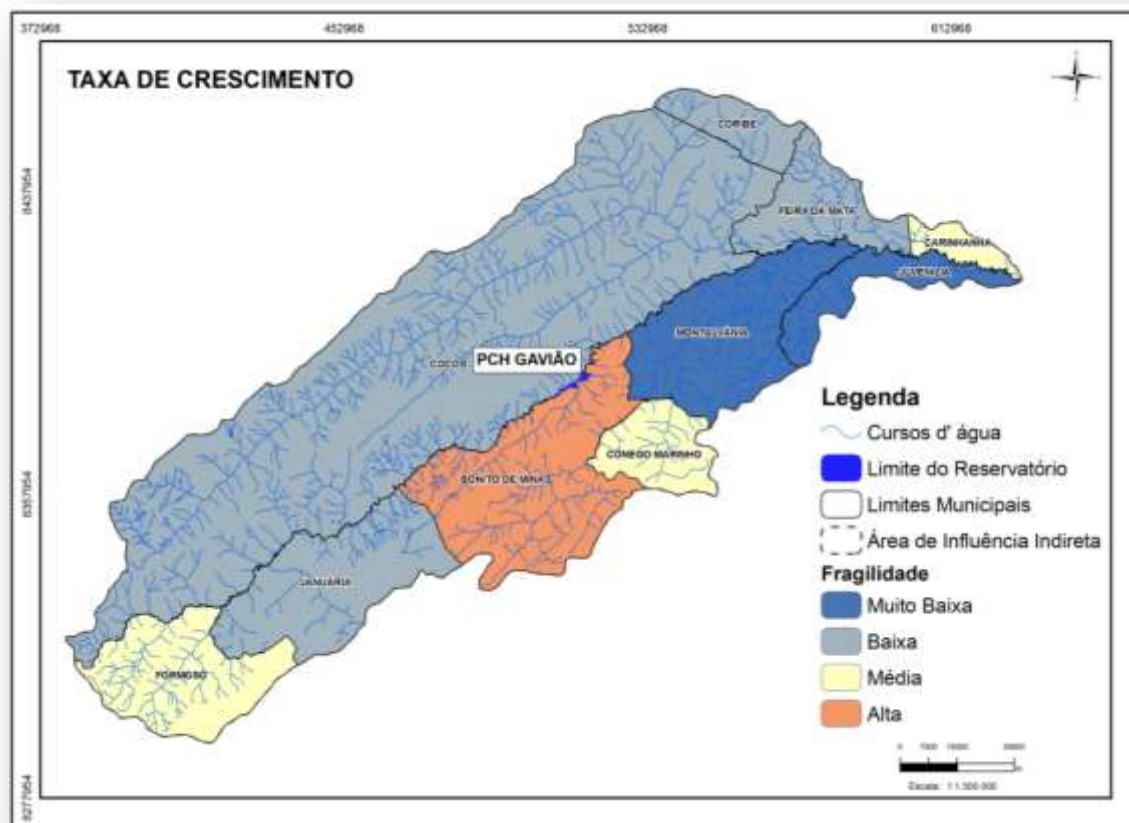 372968 452968 532968 612968
TAXA DE CRESCIMENTO
8437954
8357954
8277954
CORIBE
FEIRA DA MATA
CARINHANHA
JUVENÍLIA
MONTALVÂNIA
COCOS
PCH GAVIÃO
CONEGO MARINHO
BONITO DE MINAS
JANUÁRIA
FORMOSO
Legenda
Cursos d' água
Limite do Reservatório
Limites Municipais
Área de Influência Indireta
Fragilidade
Muito Baixa
Baixa
Média
Alta
Escala: